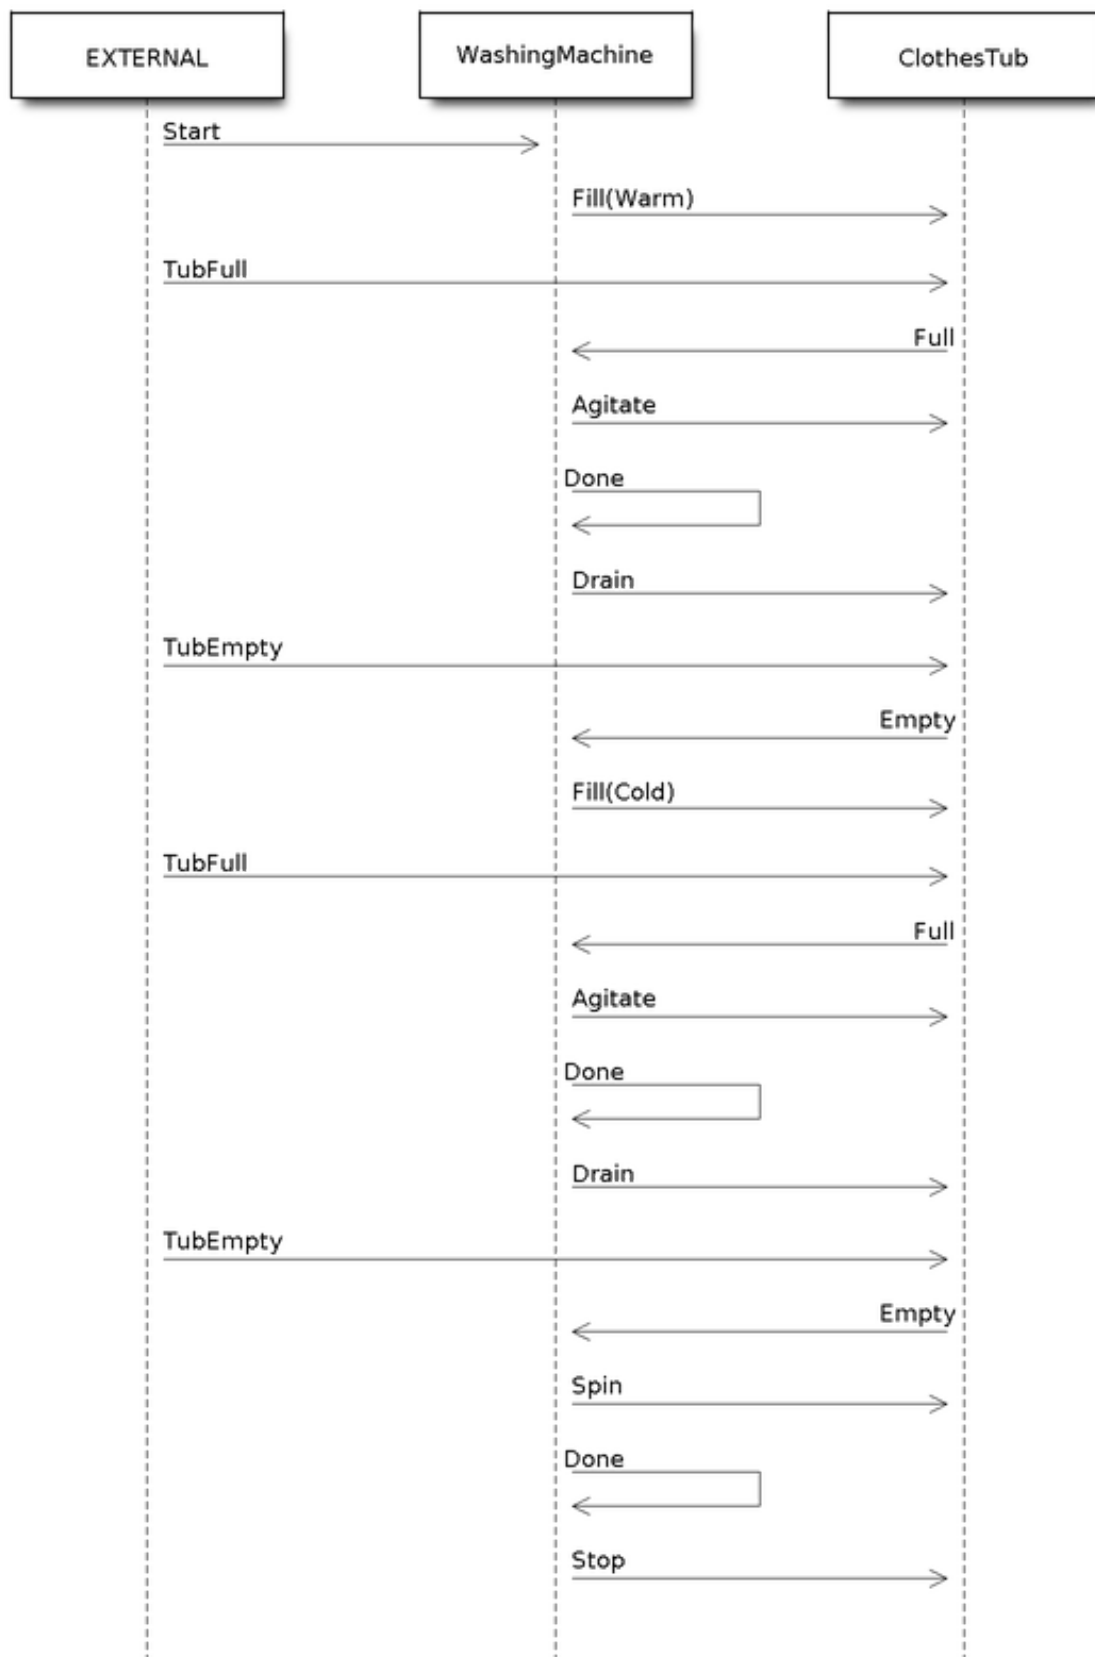 EXTERNAL
WashingMachine
ClothesTub
Start
Fill(Warm)
TubFull
Full
Agitate
Done
Drain
TubEmpty
Empty
Fill(Cold)
TubFull
Full
Agitate
Done
Drain
TubEmpty
Empty
Spin
Done
Stop